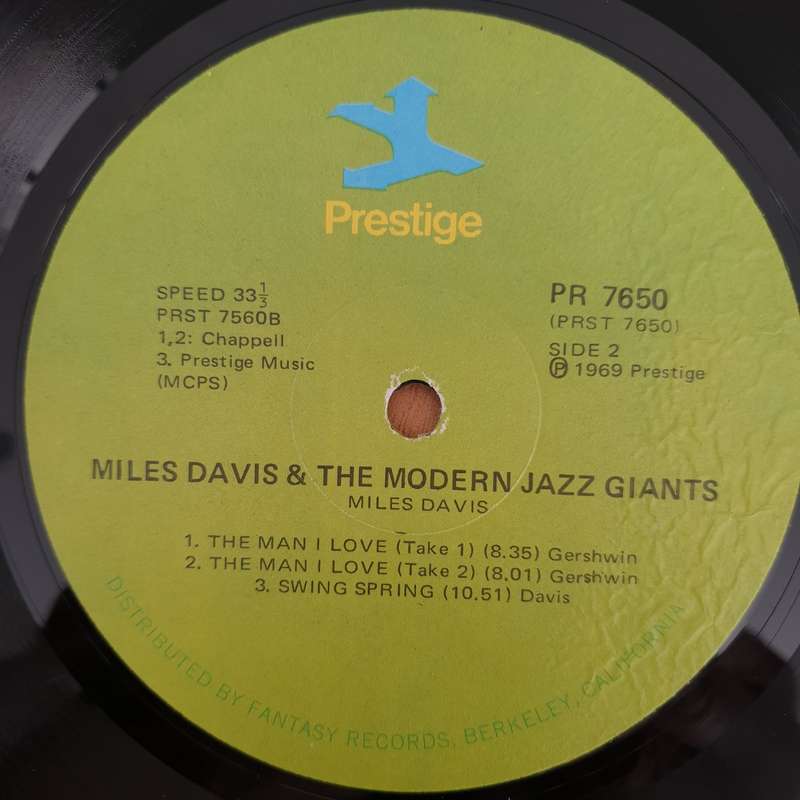 Prestige
SPEED 33⅓
PRST 7560B
1,2: Chappell
3. Prestige Music
(MCPS)
PR 7650
(PRST 7650)
SIDE 2
℗ 1969 Prestige
MILES DAVIS & THE MODERN JAZZ GIANTS
MILES DAVIS
1. THE MAN I LOVE (Take 1) (8.35) Gershwin
2. THE MAN I LOVE (Take 2) (8.01) Gershwin
3. SWING SPRING (10.51) Davis
DISTRIBUTED BY FANTASY RECORDS, BERKELEY, CALIFORNIA